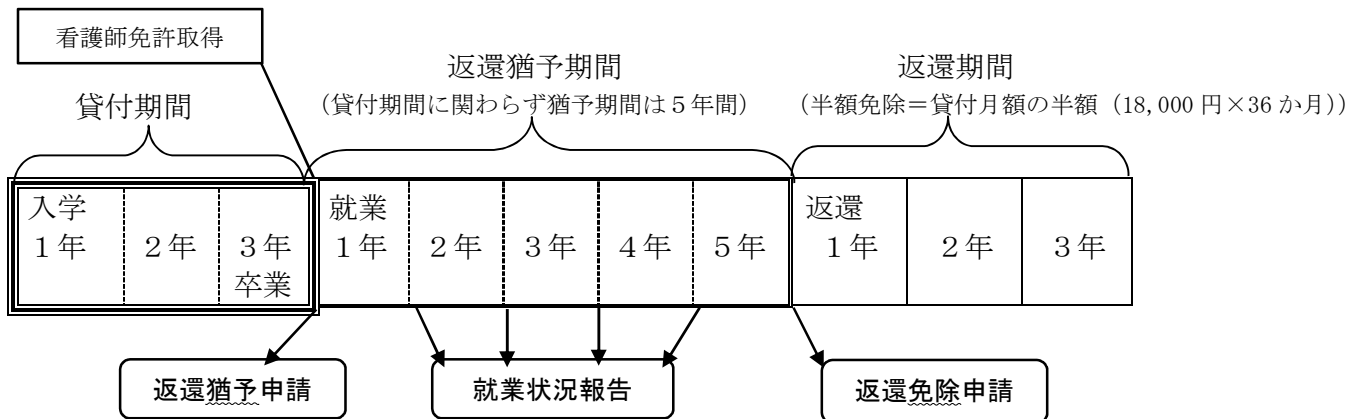 看護師免許取得
貸付期間
返還猶予期間
(貸付期間に関わらず猶予期間は5年間)
返還期間
(半額免除=貸付月額の半額(18,000円×36か月))
入学
1年
2年
3年
卒業
就業
1年
2年
3年
4年
5年
返還
1年
2年
3年
返還猶予申請
就業状況報告
返還免除申請